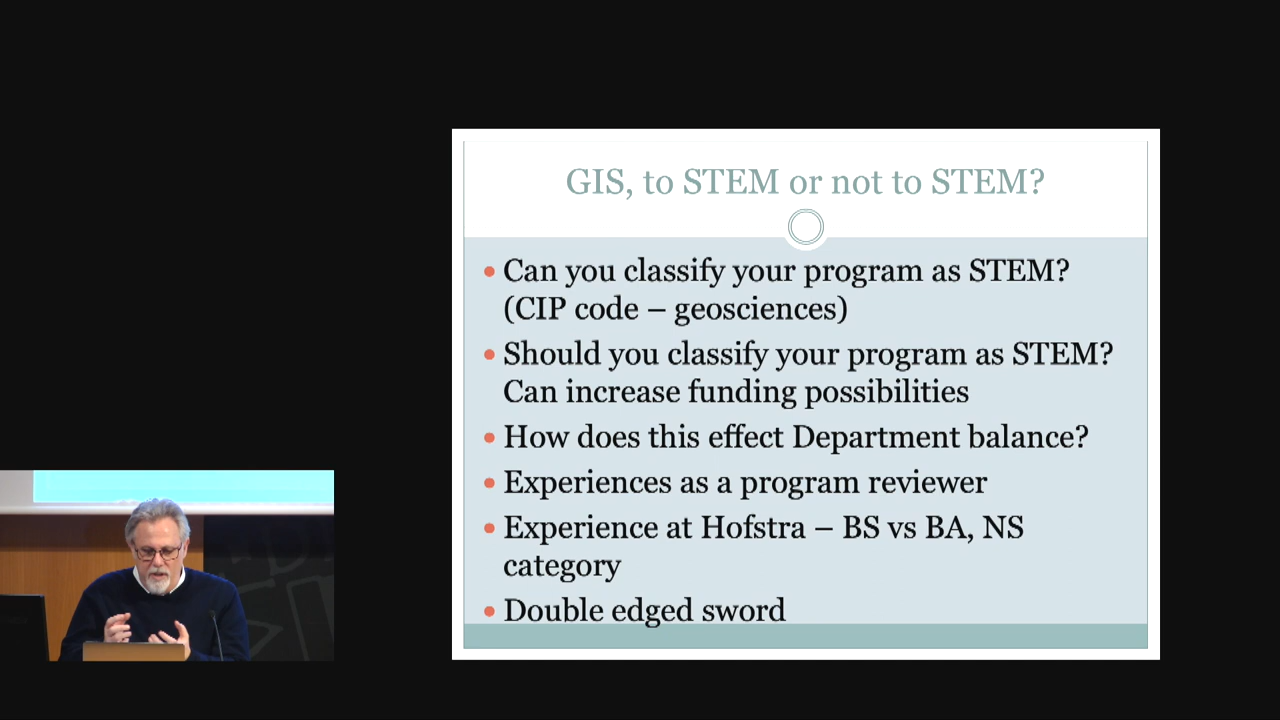 GIS, to STEM or not to STEM?
• Can you classify your program as STEM?
(CIP code – geosciences)
• Should you classify your program as STEM?
Can increase funding possibilities
• How does this effect Department balance?
• Experiences as a program reviewer
• Experience at Hofstra – BS vs BA, NS
category
• Double edged sword